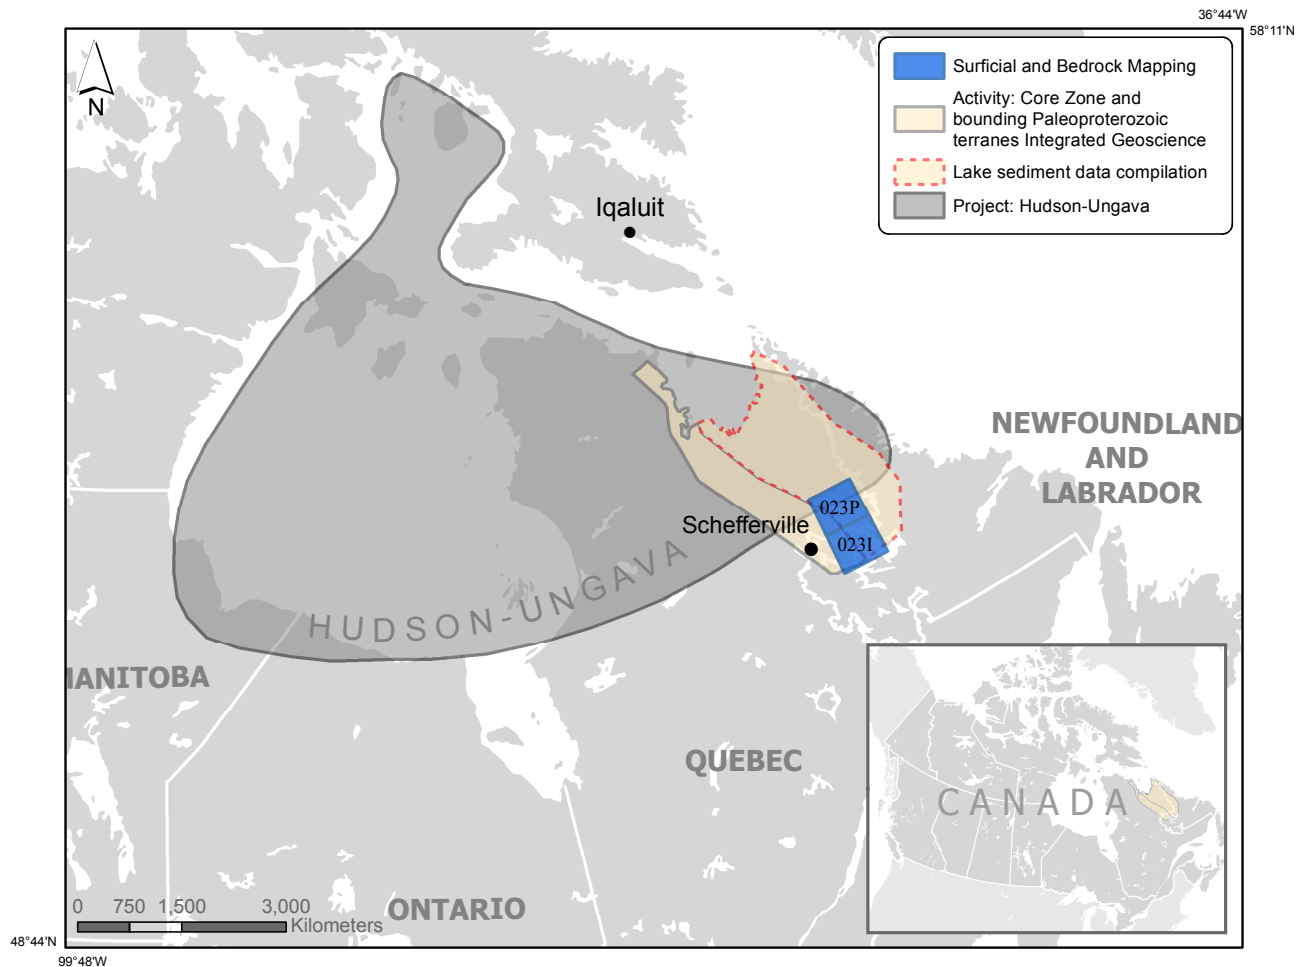 36°44'W
58°11'N
N
Surficial and Bedrock Mapping
Activity: Core Zone and
bounding Paleoproterozoic
terranes Integrated Geoscience
Lake sediment data compilation
Project: Hudson-Ungava
Iqaluit
NEWFOUNDLAND
AND
LABRADOR
023P
Schefferville
023I
HUDSON-UNGAVA
IANITOBA
QUEBEC
CANADA
ONTARIO
0 750 1,500 3,000
Kilometers
48°44'N
99°48'W